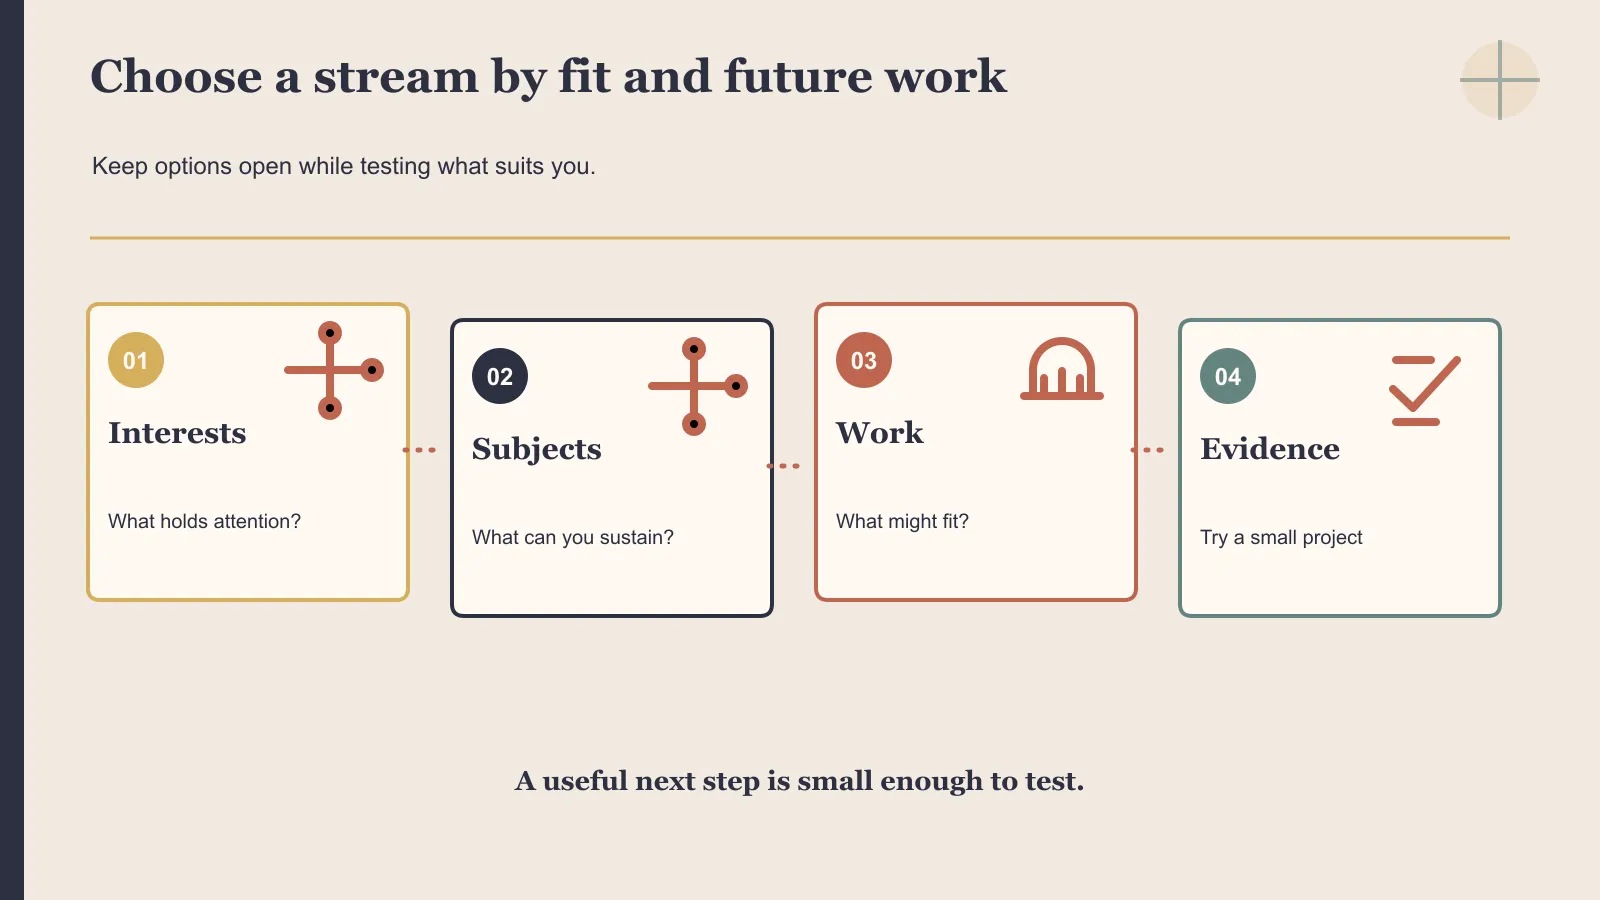 Choose a stream by fit and future work
Keep options open while testing what suits you.
01
Interests
What holds attention?
02
Subjects
What can you sustain?
03
Work
What might fit?
04
Evidence
Try a small project
A useful next step is small enough to test.